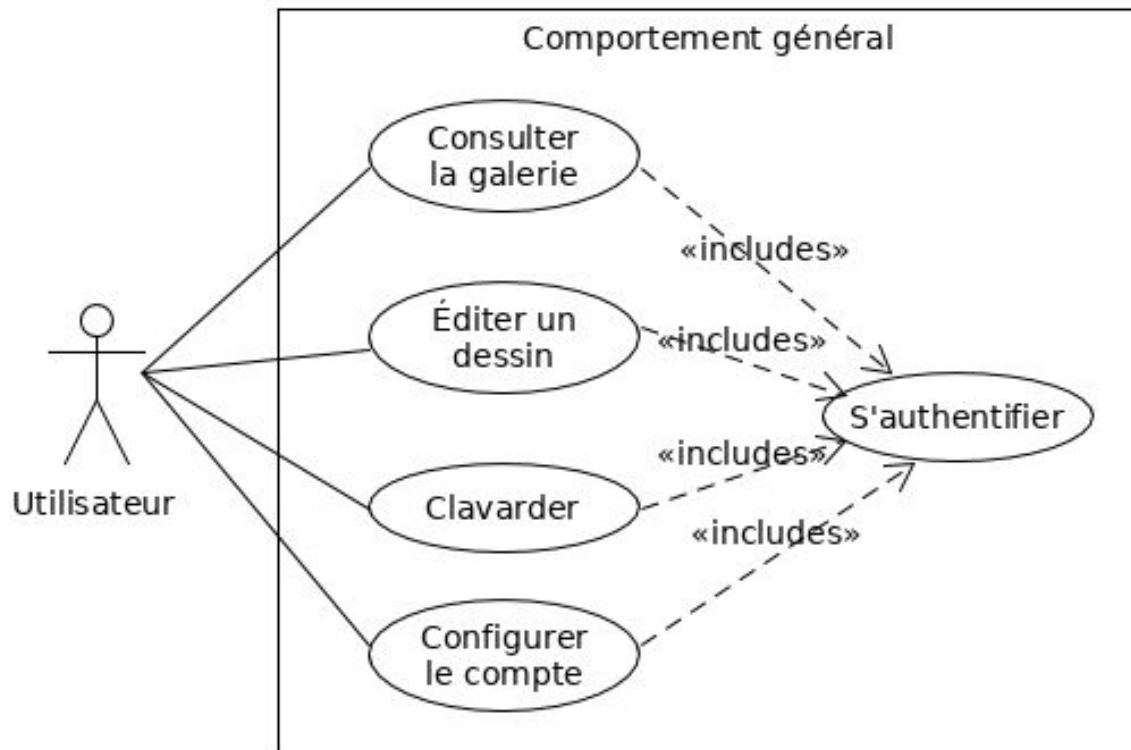 Comportement général
Consulter
la galerie
«includes»
Éditer un
dessin
«includes»
S'authentifier
«includes»
Clavarder
Utilisateur
«includes»
Configurer
le compte